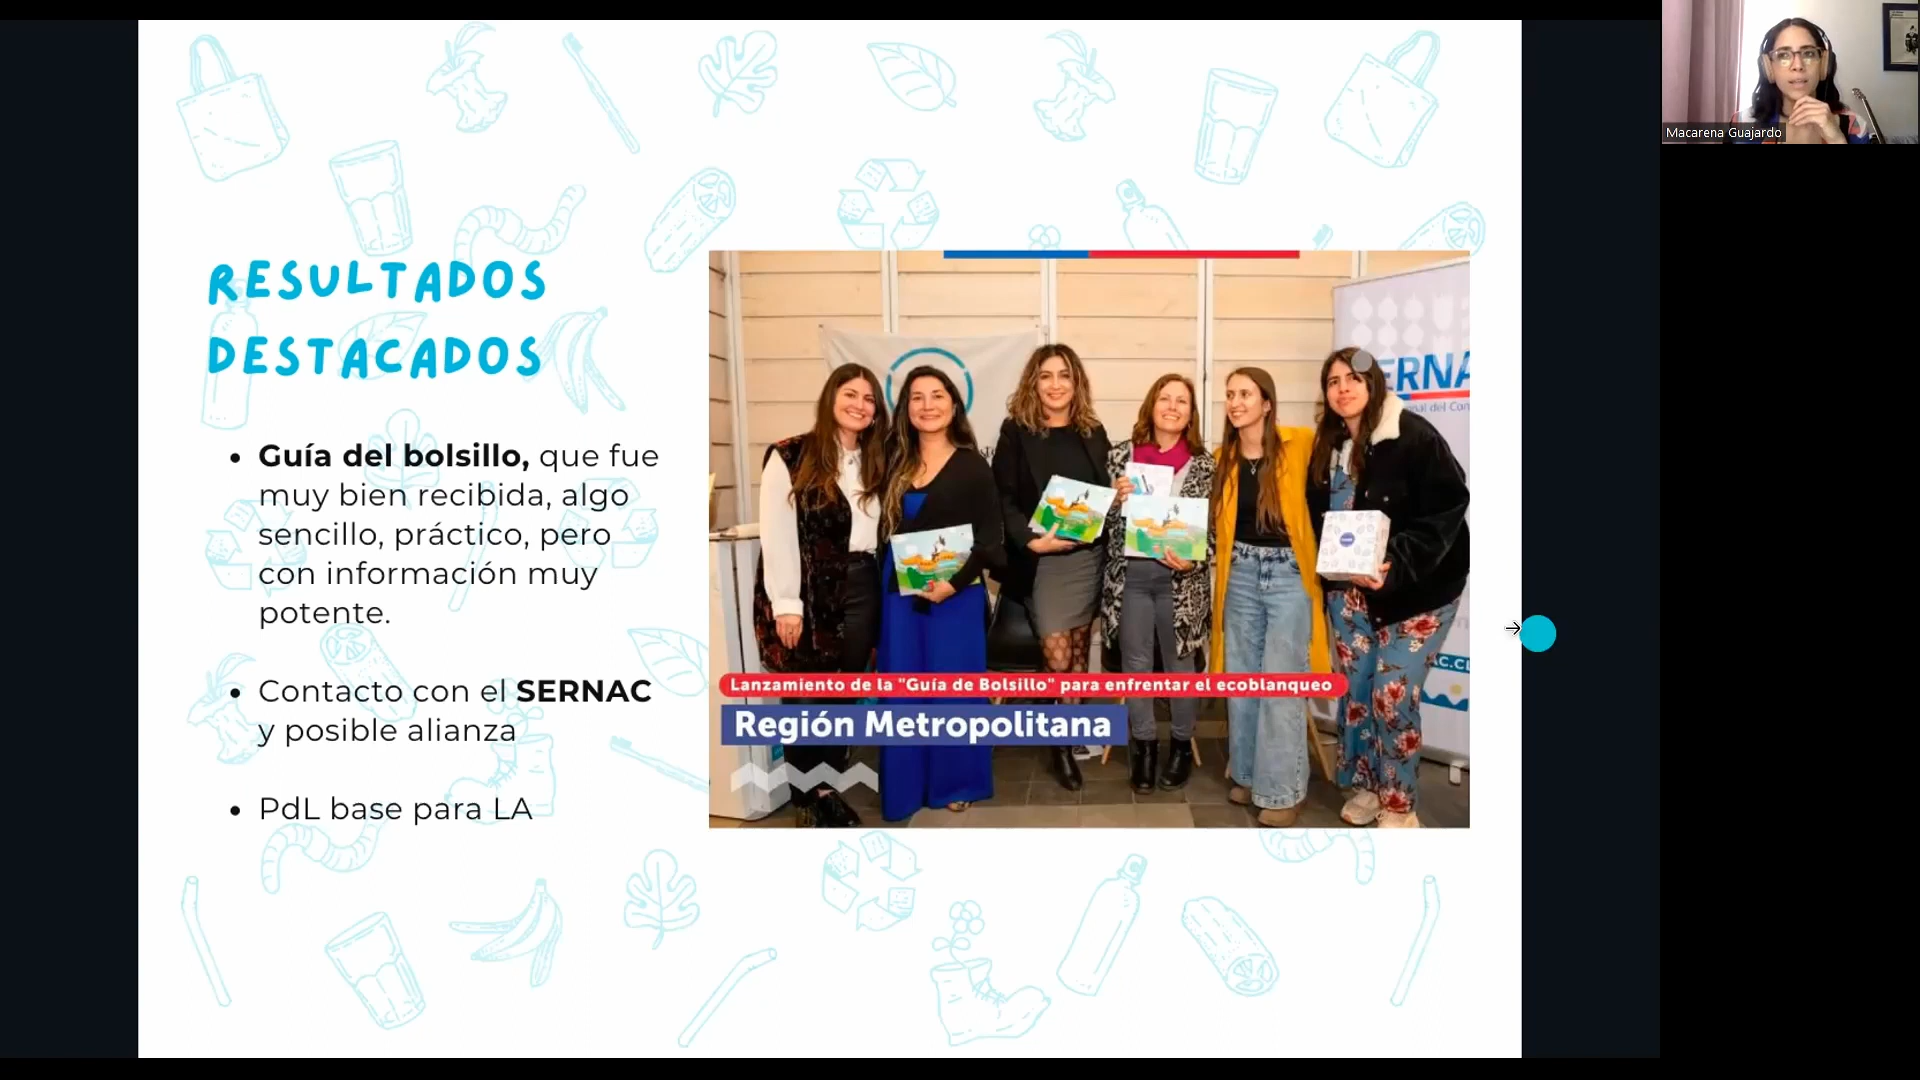 Macarena Guajardo
RESULTADOS
DESTACADOS
• Guía del bolsillo, que fue
muy bien recibida, algo
sencillo, práctico, pero
con información muy
potente.
• Contacto con el SERNAC
y posible alianza
• PdL base para LA
Lanzamiento de la "Guía de Bolsillo" para enfrentar el ecoblanqueo
Región Metropolitana